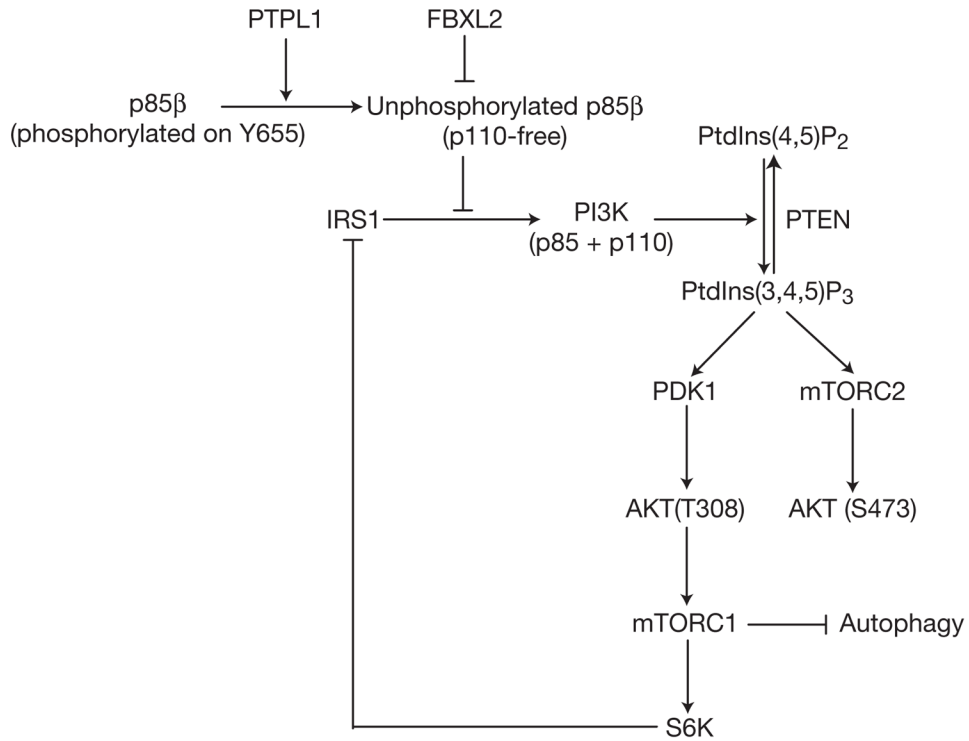 PTPL1
FBXL2
p85β
(phosphorylated on Y655)
Unphosphorylated p85β
(p110-free)
PtdIns(4,5)P2
IRS1
PI3K
(p85 + p110)
PTEN
PtdIns(3,4,5)P3
PDK1
mTORC2
AKT(T308)
AKT (S473)
mTORC1
Autophagy
S6K